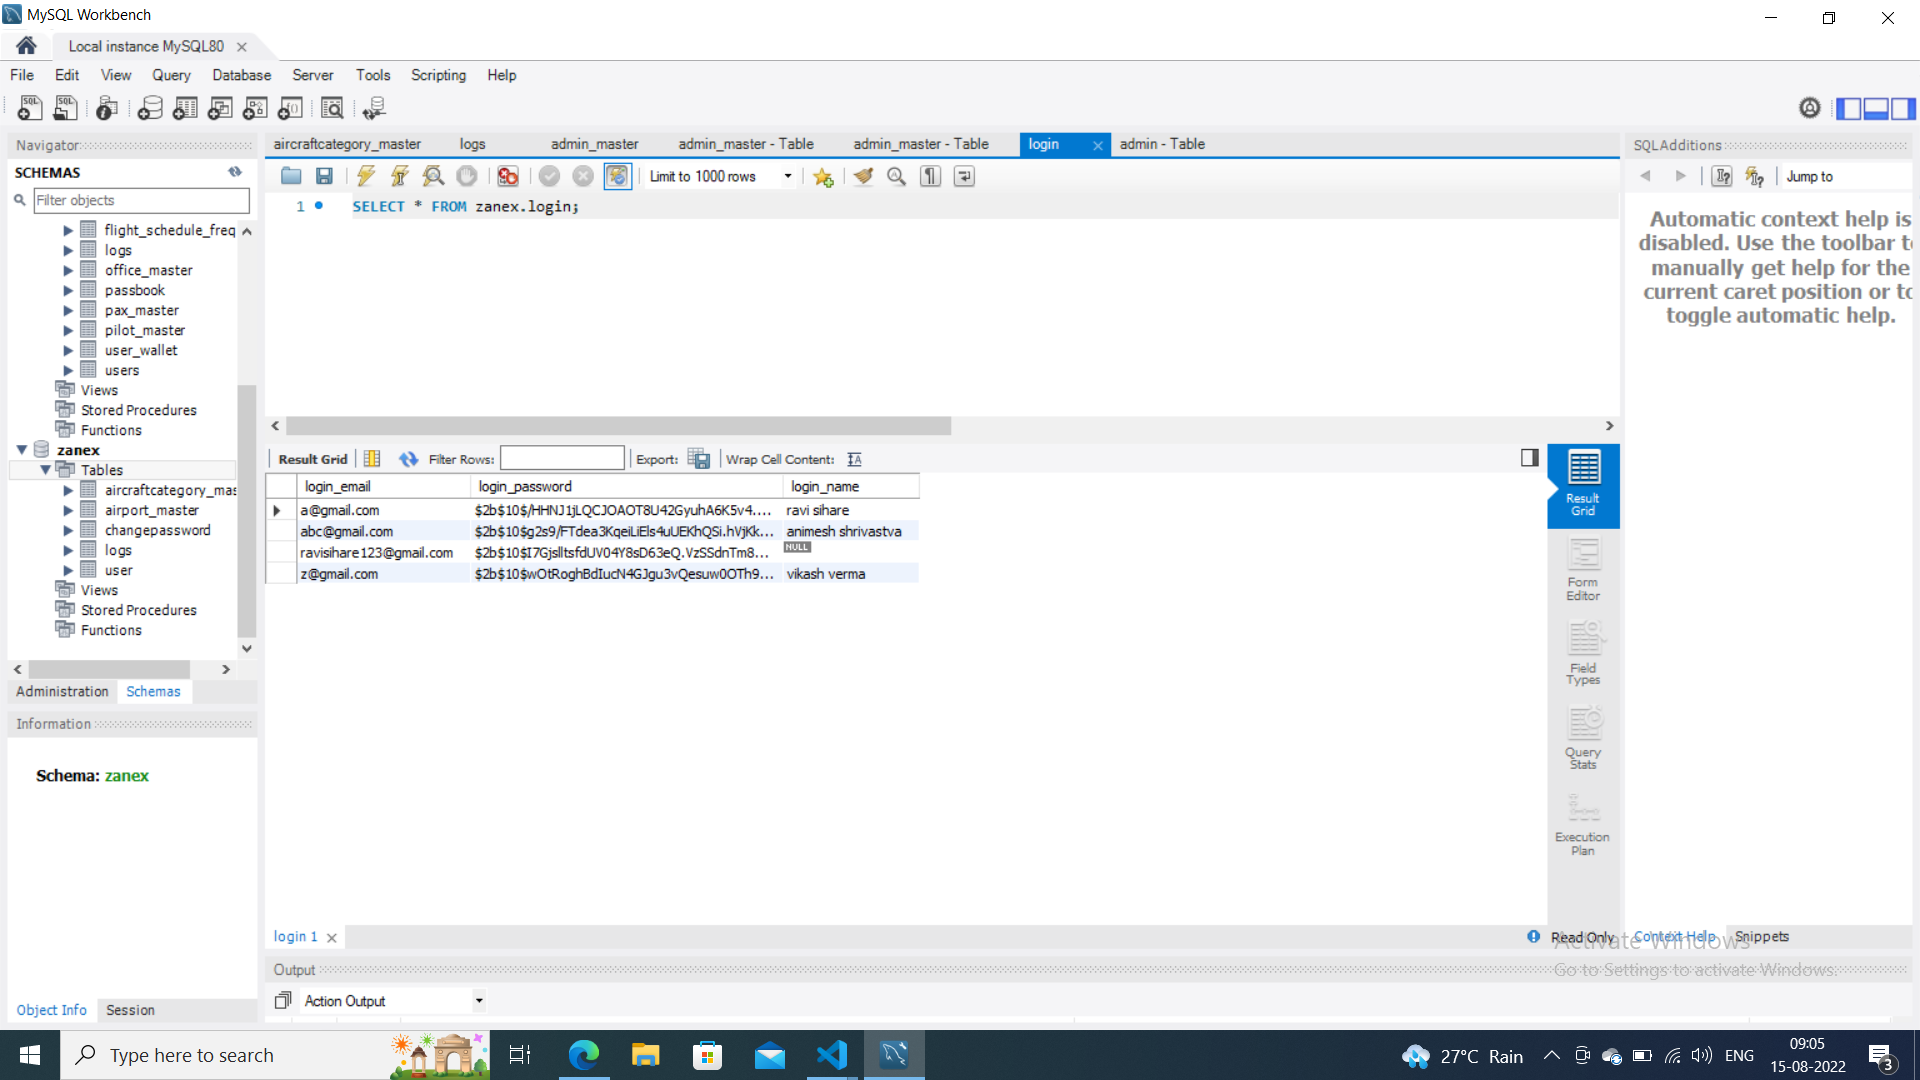 MySQL Workbench
Local instance MySQL80
File Edit View Query Database Server Tools Scripting Help
Navigator
SCHEMAS
Filter objects
flight_schedule_freq
logs
office_master
passbook
pax_master
pilot_master
user_wallet
users
Views
Stored Procedures
Functions
zanex
Tables
aircraftcategory_mas
airport_master
changepassword
logs
user
Views
Stored Procedures
Functions
Administration Schemas
Information
Schema: zanex
Object Info Session
aircraftcategory_master logs admin_master admin_master - Table admin_master - Table login admin - Table
Limit to 1000 rows
1 SELECT * FROM zanex.login;
Result Grid Filter Rows: Export: Wrap Cell Content:
login_email login_password login_name
a@gmail.com $2b$10$/HHNJ1jLQCJOAOT8U42GyuhA6K5v4.... ravi sihare
abc@gmail.com $2b$10$g2s9/FTdea3KqeiLiEls4uUEKhQSi.hVjKk... animesh shrivastva
ravisihare123@gmail.com $2b$10$I7GjslltsfdUV04Y8sD63eQ.VzSSdnTm8... NULL
z@gmail.com $2b$10$wOtRoghBdIucN4GJgu3vQesuw0OTh9... vikash verma
Result
Grid
Form
Editor
Field
Types
Query
Stats
Execution
Plan
login 1
Read Only
Output
Action Output
SQLAdditions
Jump to
Automatic context help is
disabled. Use the toolbar to
manually get help for the
current caret position or to
toggle automatic help.
Context Help Snippets
Activate Windows
Go to Settings to activate Windows.
Type here to search
27°C Rain
ENG
09:05
15-08-2022
3